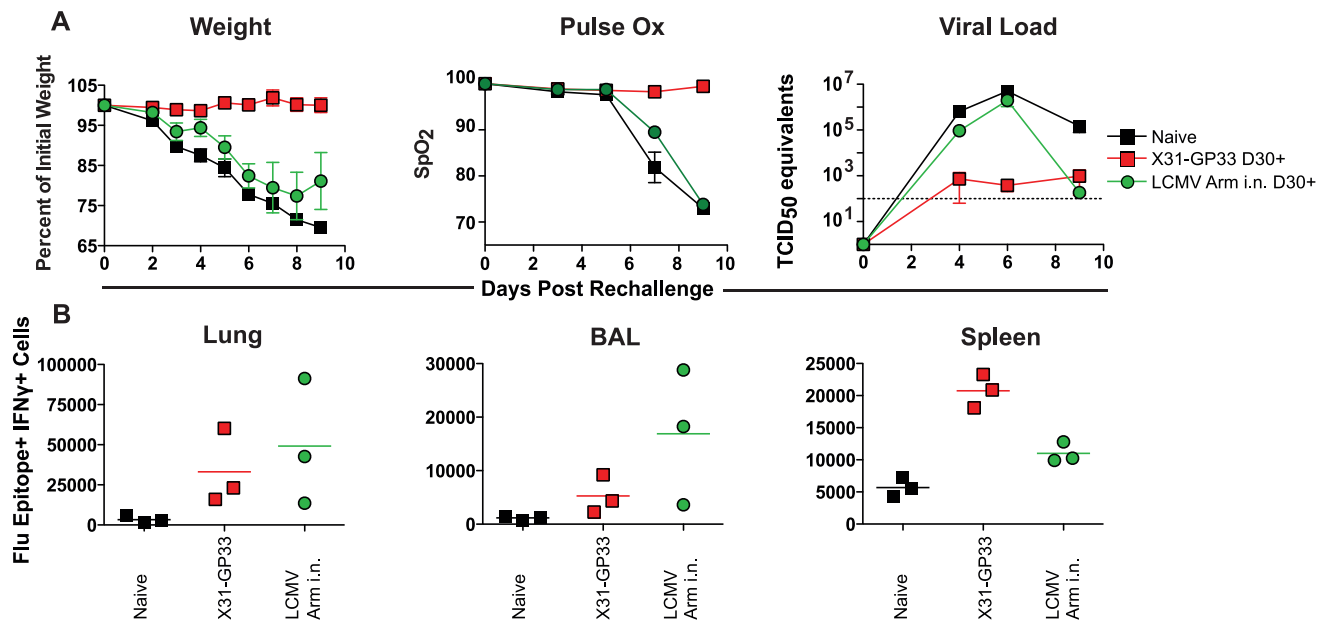 A
Weight
Pulse Ox
Viral Load
Percent of Initial Weight
105
95
85
75
65
0 2 4 6 8 10
SpO2
100
90
80
70
0 2 4 6 8 10
TCID50 equivalents
10^7
10^5
10^3
10^1
0 2 4 6 8 10
Naive
X31-GP33 D30+
LCMV Arm i.n. D30+
Days Post Rechallenge
B
Lung
BAL
Spleen
Flu Epitope+ IFNγ+ Cells
100000
75000
50000
25000
0
Naive
X31-GP33
LCMV
Arm i.n.
30000
20000
10000
0
Naive
X31-GP33
LCMV
Arm i.n.
25000
20000
15000
10000
5000
0
Naive
X31-GP33
LCMV
Arm i.n.